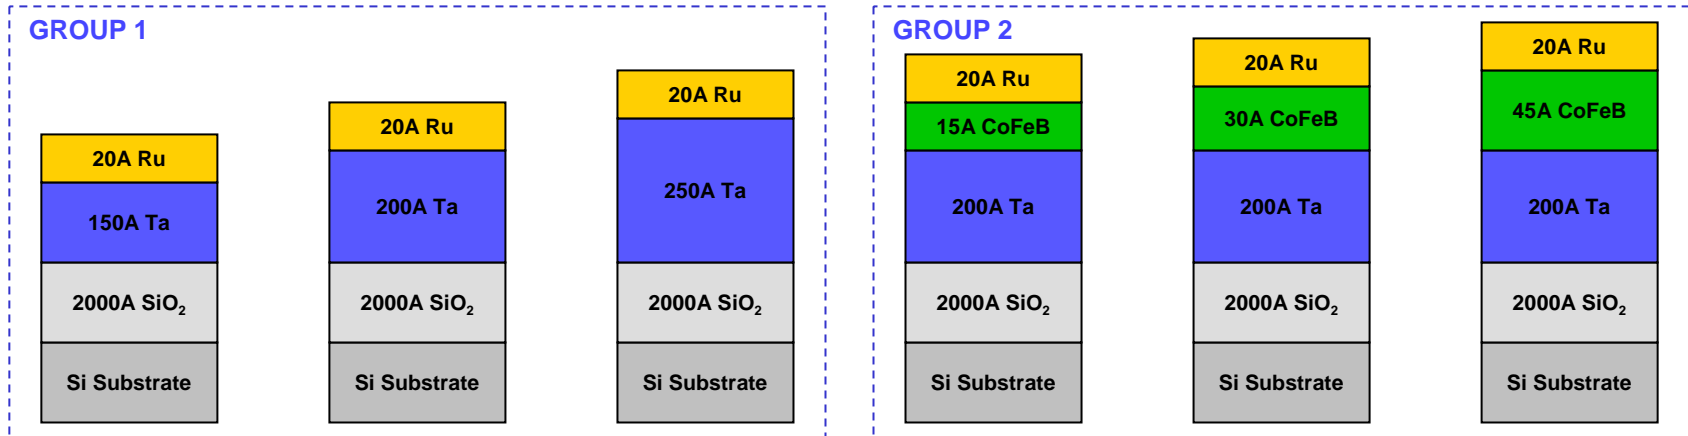 GROUP 1
20A Ru
150A Ta
2000A SiO₂
Si Substrate
20A Ru
200A Ta
2000A SiO₂
Si Substrate
20A Ru
250A Ta
2000A SiO₂
Si Substrate
GROUP 2
20A Ru
15A CoFeB
200A Ta
2000A SiO₂
Si Substrate
20A Ru
30A CoFeB
200A Ta
2000A SiO₂
Si Substrate
20A Ru
45A CoFeB
200A Ta
2000A SiO₂
Si Substrate